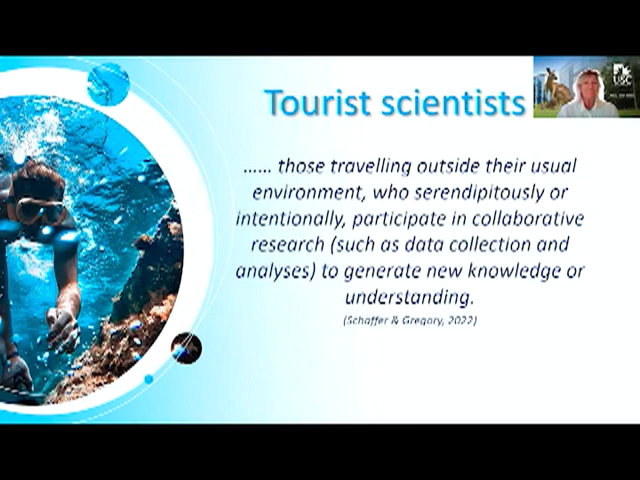 Tourist scientists
USC
...... those travelling outside their usual
environment, who serendipitously or
intentionally, participate in collaborative
research (such as data collection and
analyses) to generate new knowledge or
understanding.
(Schaffer & Gregory, 2022)